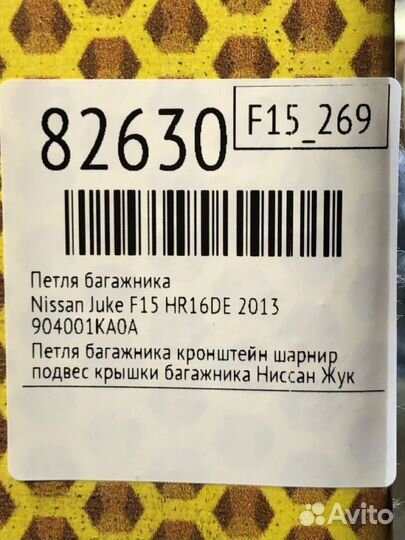 82630
F15_269
Петля багажника
Nissan Juke F15 HR16DE 2013
904001KA0A
Петля багажника кронштейн шарнир
подвес крышки багажника Ниссан Жук
Avito